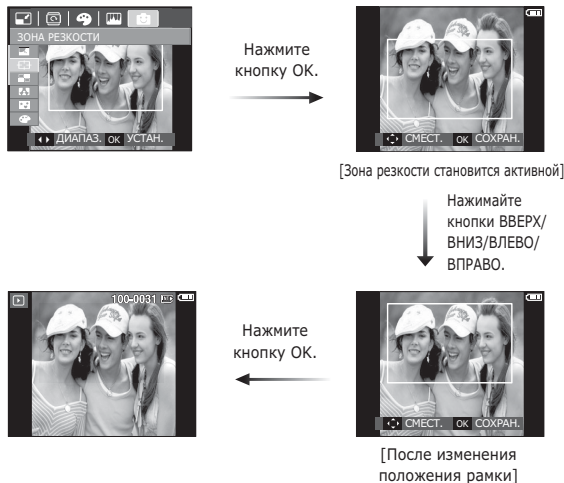 ЗОНА РЕЗКОСТИ
ДИАПАЗ. OK УСТАН.
Нажмите
кнопку OK.
СМЕСТ. OK СОХРАН.
[Зона резкости становится активной]
Нажимайте
кнопки ВВЕРХ/
ВНИЗ/ВЛЕВО/
ВПРАВО.
100-0031
Нажмите
кнопку OK.
СМЕСТ. OK СОХРАН.
[После изменения
положения рамки]